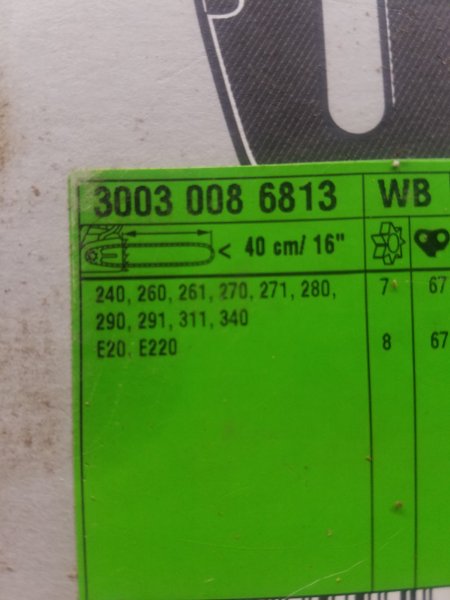 3003 008 6813 WB
< 40 cm/ 16"
240, 260, 261, 270, 271, 280, 7 67
290, 291, 311, 340
E20, E220 8 67